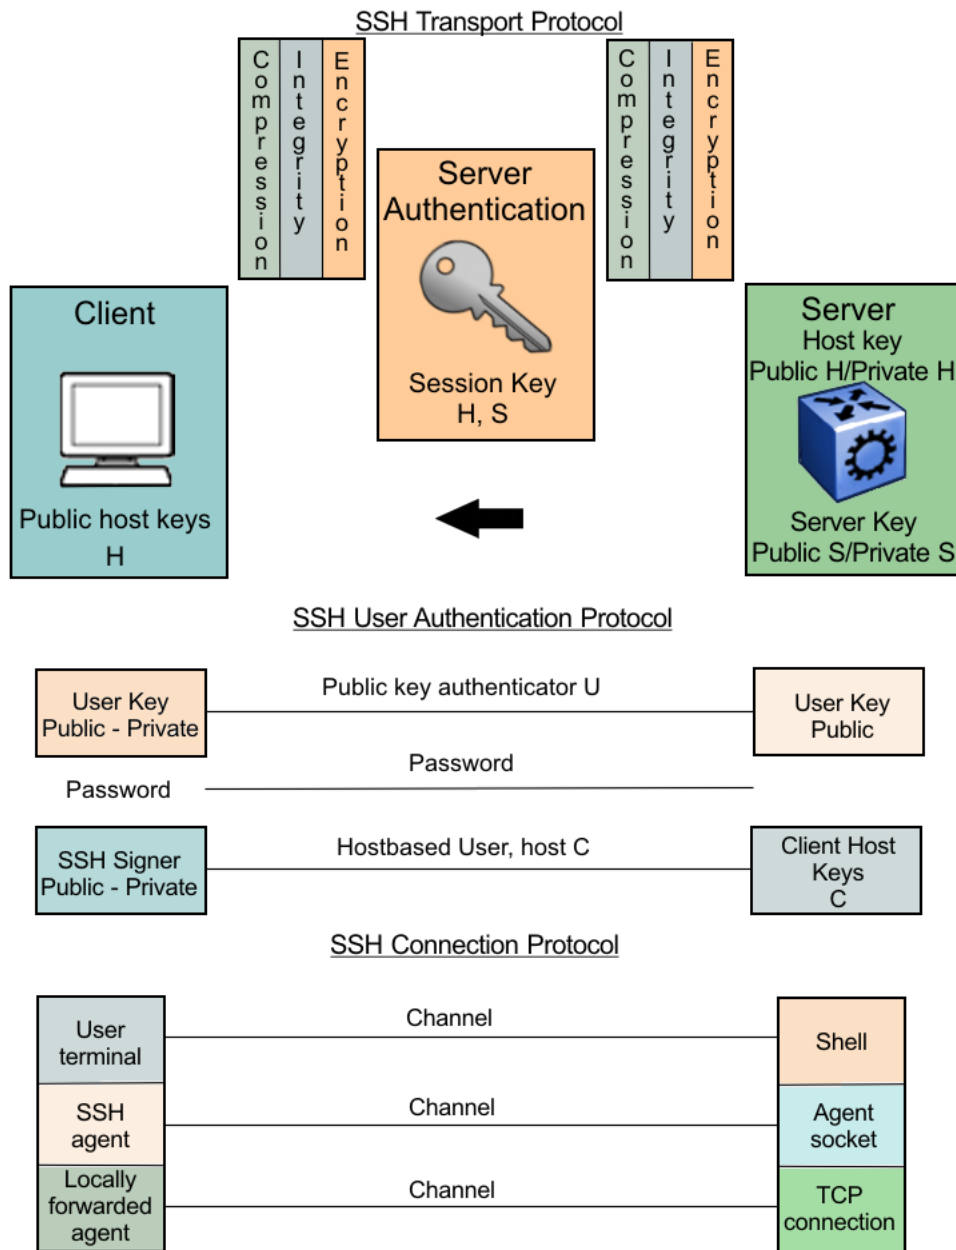 SSH Transport Protocol
Compression
Integrity
Encryption
Compression
Integrity
Encryption
Server
Authentication
Session Key
H, S
Client
Public host keys
H
Server
Host key
Public H/Private H
Server Key
Public S/Private S
SSH User Authentication Protocol
User Key
Public - Private
Public key authenticator U
User Key
Public
Password
Password
SSH Signer
Public - Private
Hostbased User, host C
Client Host
Keys
C
SSH Connection Protocol
User
terminal
Channel
Shell
SSH
agent
Channel
Agent
socket
Locally
forwarded
agent
Channel
TCP
connection